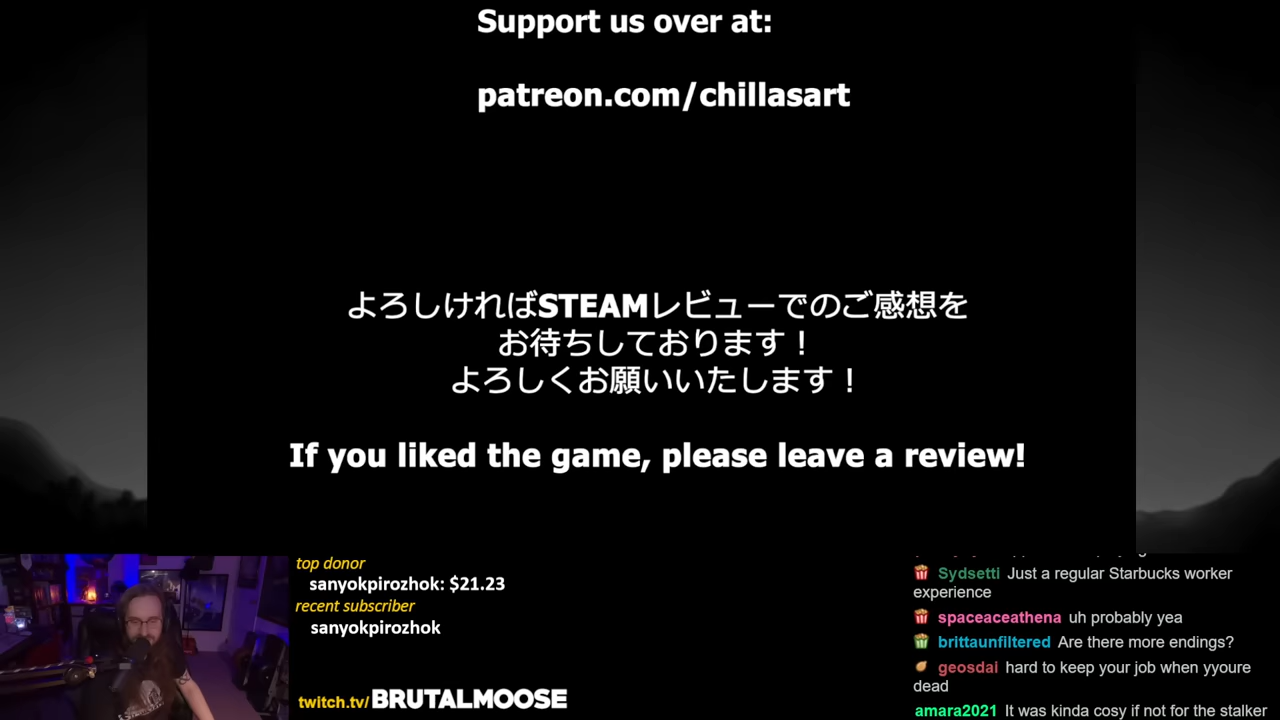 Support us over at:
patreon.com/chillasart
よろしければSTEAMレビューでのご感想を
お待ちしております！
よろしくお願いいたします！
If you liked the game, please leave a review!
top donor
sanyokpirozhok: $21.23
recent subscriber
sanyokpirozhok
twitch.tv/BRUTALMOOSE
Sydsetti Just a regular Starbucks worker
experience
spaceaceathena uh probably yea
brittaunfiltered Are there more endings?
geosdai hard to keep your job when yyoure
dead
amara2021 It was kinda cosy if not for the stalker